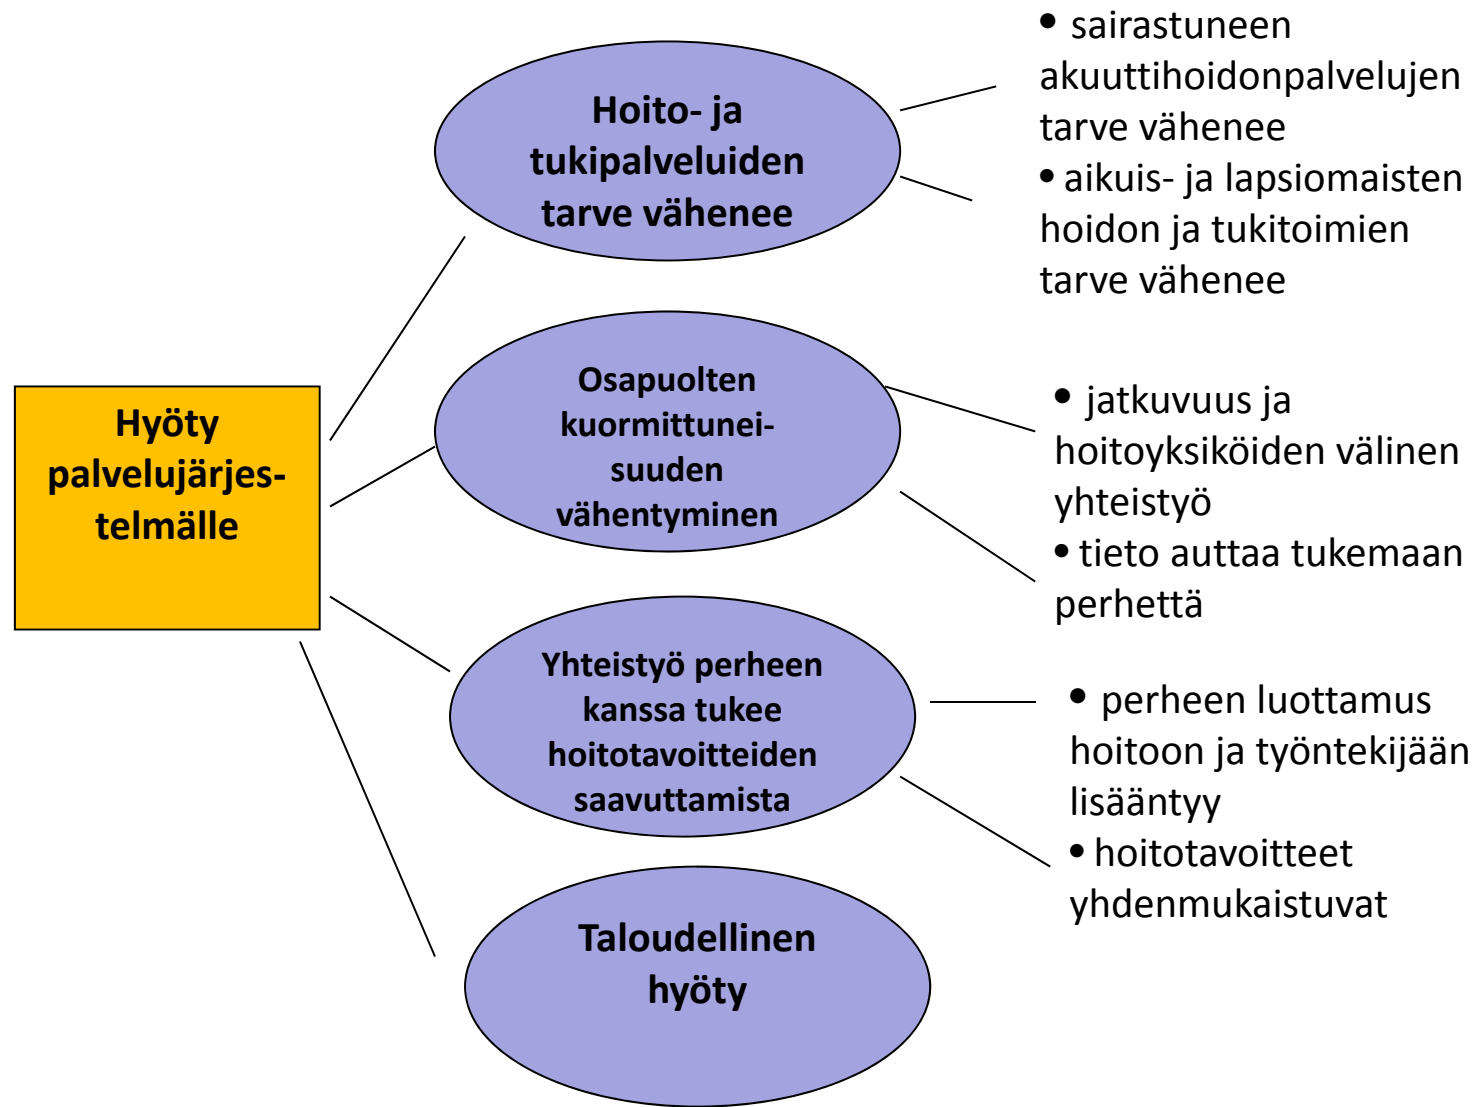 Hyöty
palvelujärjes-
telmälle
Hoito- ja
tukipalveluiden
tarve vähenee
• sairastuneen
akuuttihoidonpalvelujen
tarve vähenee
• aikuis- ja lapsiomaisten
hoidon ja tukitoimien
tarve vähenee
Osapuolten
kuormittunei-
suuden
vähentyminen
• jatkuvuus ja
hoitoyksiköiden välinen
yhteistyö
• tieto auttaa tukemaan
perhettä
Yhteistyö perheen
kanssa tukee
hoitotavoitteiden
saavuttamista
• perheen luottamus
hoitoon ja työntekijään
lisääntyy
• hoitotavoitteet
yhdenmukaistuvat
Taloudellinen
hyöty